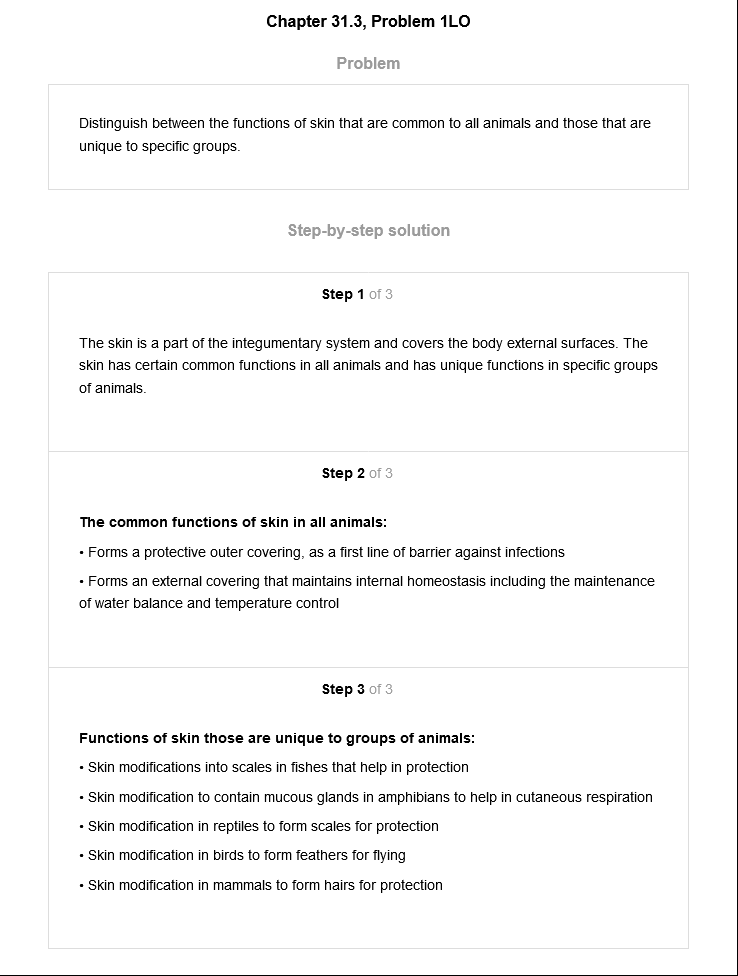 Chapter 31.3, Problem 1LO
Problem
Distinguish between the functions of skin that are common to all animals and those that are
unique to specific groups.
Step-by-step solution
Step 1 of 3
The skin is a part of the integumentary system and covers the body external surfaces. The
skin has certain common functions in all animals and has unique functions in specific groups
of animals.
Step 2 of 3
The common functions of skin in all animals:
• Forms a protective outer covering, as a first line of barrier against infections
• Forms an external covering that maintains internal homeostasis including the maintenance
of water balance and temperature control
Step 3 of 3
Functions of skin those are unique to groups of animals:
• Skin modifications into scales in fishes that help in protection
• Skin modification to contain mucous glands in amphibians to help in cutaneous respiration
• Skin modification in reptiles to form scales for protection
• Skin modification in birds to form feathers for flying
• Skin modification in mammals to form hairs for protection